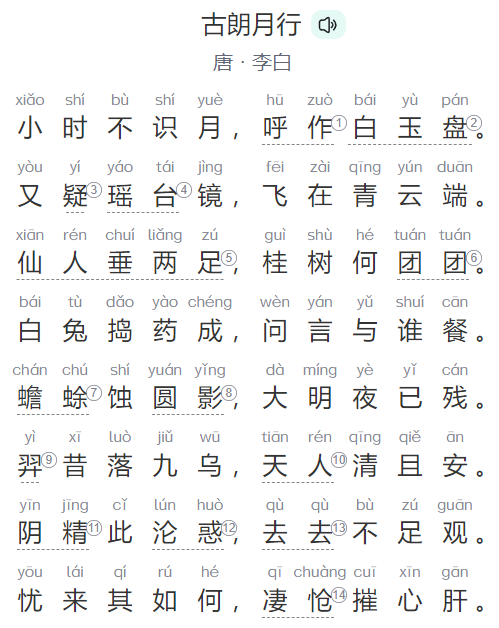 古朗月行
唐 · 李白
xiǎo shí bù shí yuè hū zuò bái yù pán
小时不识月，呼作①白玉盘②。
yòu yí yáo tái jìng fēi zài qīng yún duān
又疑③瑶台④镜，飞在青云端。
xiān rén chuí liǎng zú guì shù hé tuán tuán
仙人垂两足⑤，桂树何团团⑥。
bái tù dǎo yào chéng wèn yán yǔ shuí cān
白兔捣药成，问言与谁餐。
chán chú shí yuán yǐng dà míng yè yǐ cán
蟾蜍⑦蚀圆影⑧，大明夜已残。
yì xī luò jiǔ wū tiān rén qīng qiě ān
羿⑨昔落九乌，天人⑩清且安。
yīn jīng cǐ lún huò qù qù bù zú guān
阴精⑪此沦惑⑫，去去⑬不足观。
yōu lái qí rú hé qī chuàng cuī xīn gān
忧来其如何，凄怆⑭摧心肝。